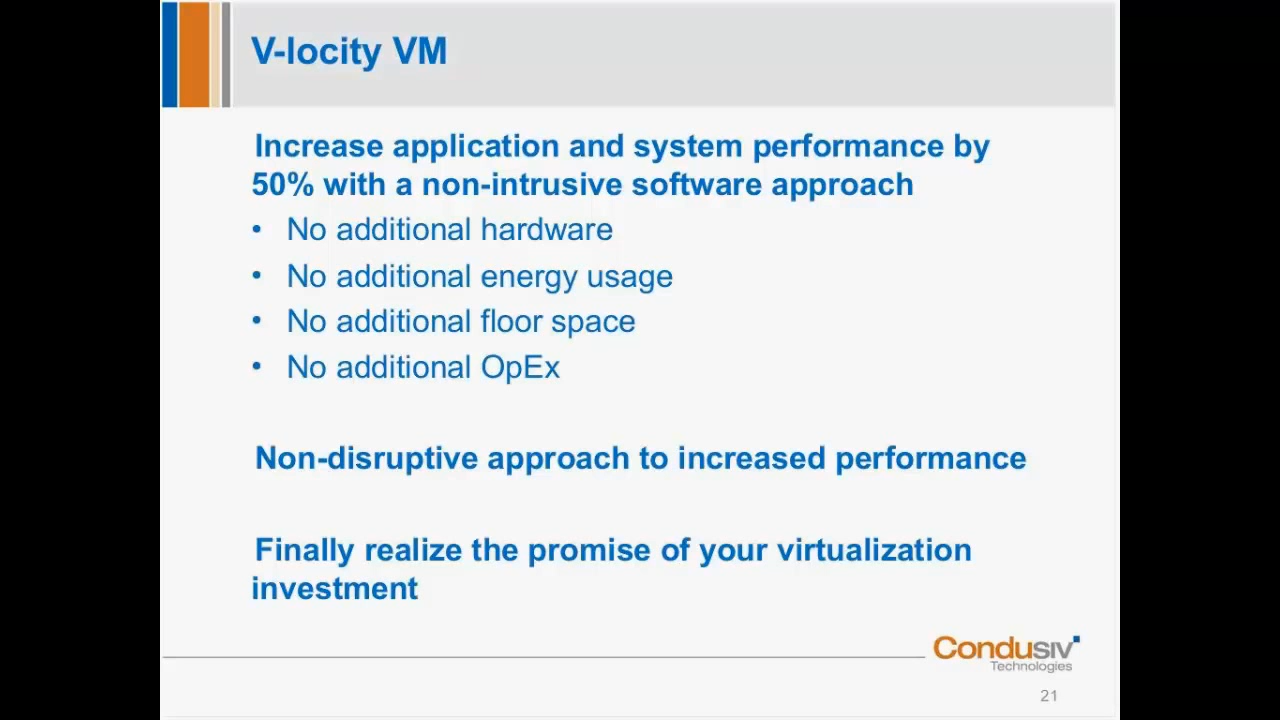 V-locity VM
Increase application and system performance by
50% with a non-intrusive software approach
• No additional hardware
• No additional energy usage
• No additional floor space
• No additional OpEx
Non-disruptive approach to increased performance
Finally realize the promise of your virtualization
investment
Condusiv
Technologies
21